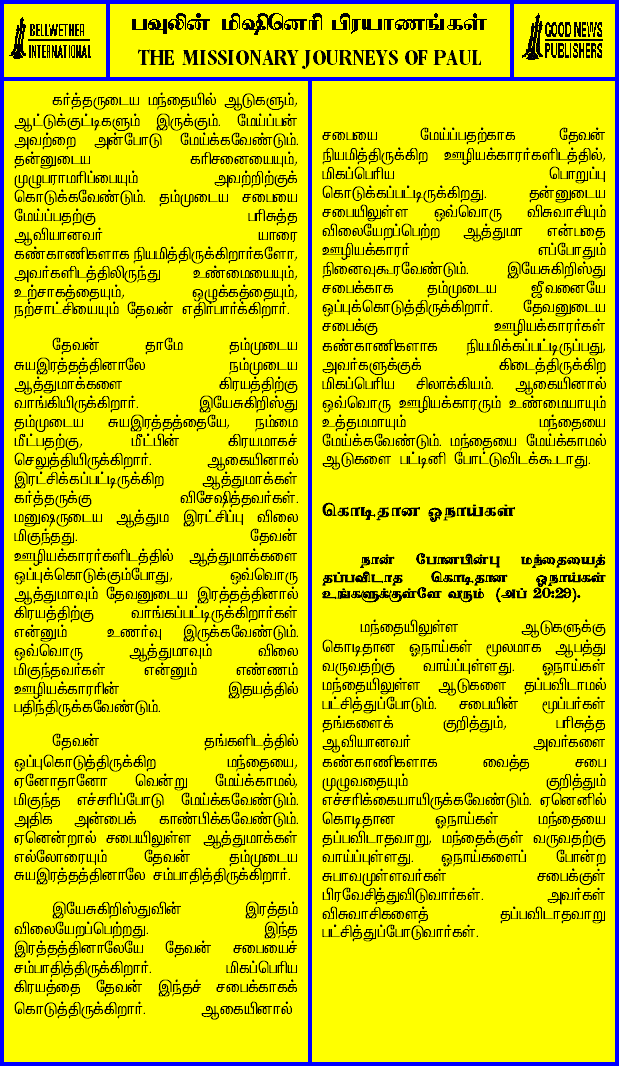 BELLWETHER
INTERNATIONAL
பவுலின் மிஷினெரி பிரயாணங்கள்
THE MISSIONARY JOURNEYS OF PAUL
GOOD NEWS
PUBLISHERS
கர்த்தருடைய மந்தையில் ஆடுகளும்,
ஆட்டுக்குட்டிகளும் இருக்கும். மேய்ப்பன்
அவற்றை அன்போடு மேய்க்கவேண்டும்.
தன்னுடைய கரிசனையையும்,
முழுபராமரிப்பையும் அவற்றிற்குக்
கொடுக்கவேண்டும். தம்முடைய சபையை
மேய்ப்பதற்கு பரிசுத்த
ஆவியானவர் யாரை
கண்காணிகளாக நியமித்திருக்கிறார்களோ,
அவர்களிடத்திலிருந்து உண்மையையும்,
உற்சாகத்தையும், ஒழுக்கத்தையும்,
நற்சாட்சியையும் தேவன் எதிர்பார்க்கிறார்.
தேவன் தாமே தம்முடைய
சுயஇரத்தத்தினாலே நம்முடைய
ஆத்துமாக்களை கிரயத்திற்கு
வாங்கியிருக்கிறார். இயேசுகிறிஸ்து
தம்முடைய சுயஇரத்தத்தையே, நம்மை
மீட்பதற்கு, மீட்பின் கிரயமாகச்
செலுத்தியிருக்கிறார். ஆகையினால்
இரட்சிக்கப்பட்டிருக்கிற ஆத்துமாக்கள்
கர்த்தருக்கு விசேஷித்தவர்கள்.
மனுஷருடைய ஆத்தும இரட்சிப்பு விலை
மிகுந்தது. தேவன்
ஊழியக்காரர்களிடத்தில் ஆத்துமாக்களை
ஒப்புக்கொடுக்கும்போது, ஒவ்வொரு
ஆத்துமாவும் தேவனுடைய இரத்தத்தினால்
கிரயத்திற்கு வாங்கப்பட்டிருக்கிறார்கள்
என்னும் உணர்வு இருக்கவேண்டும்.
ஒவ்வொரு ஆத்துமாவும் விலை
மிகுந்தவர்கள் என்னும் எண்ணம்
ஊழியக்காரரின் இதயத்தில்
பதிந்திருக்கவேண்டும்.
தேவன் தங்களிடத்தில்
ஒப்புகொடுத்திருக்கிற மந்தையை,
ஏனோதானோ வென்று மேய்க்காமல்,
மிகுந்த எச்சரிப்போடு மேய்க்கவேண்டும்.
அதிக அன்பைக் காண்பிக்கவேண்டும்.
ஏனென்றால் சபையிலுள்ள ஆத்துமாக்கள்
எல்லோரையும் தேவன் தம்முடைய
சுயஇரத்தத்தினாலே சம்பாதித்திருக்கிறார்.
இயேசுகிறிஸ்துவின் இரத்தம்
விலையேறப்பெற்றது. இந்த
இரத்தத்தினாலேயே தேவன் சபையைச்
சம்பாதித்திருக்கிறார். மிகப்பெரிய
கிரயத்தை தேவன் இந்தச் சபைக்காகக்
கொடுத்திருக்கிறார். ஆகையினால்
சபையை மேய்ப்பதற்காக தேவன்
நியமித்திருக்கிற ஊழியக்காரர்களிடத்தில்,
மிகப்பெரிய பொறுப்பு
கொடுக்கப்பட்டிருக்கிறது. தன்னுடைய
சபையிலுள்ள ஒவ்வொரு விசுவாசியும்
விலையேறப்பெற்ற ஆத்துமா என்பதை
ஊழியக்காரர் எப்போதும்
நினைவுகூரவேண்டும். இயேசுகிறிஸ்து
சபைக்காக தம்முடைய ஜீவனையே
ஒப்புக்கொடுத்திருக்கிறார். தேவனுடைய
சபைக்கு ஊழியக்காரர்கள்
கண்காணிகளாக நியமிக்கப்பட்டிருப்பது,
அவர்களுக்குக் கிடைத்திருக்கிற
மிகப்பெரிய சிலாக்கியம். ஆகையினால்
ஒவ்வொரு ஊழியக்காரரும் உண்மையாயும்
உத்தமமாயும் மந்தையை
மேய்க்கவேண்டும். மந்தையை மேய்க்காமல்
ஆடுகளை பட்டினி போட்டுவிடக்கூடாது.
கொடிதான ஓநாய்கள்
நான் போனபின்பு மந்தையைத்
தப்பவிடாத கொடிதான ஓநாய்கள்
உங்களுக்குள்ளே வரும் (அப் 20:29).
மந்தையிலுள்ள ஆடுகளுக்கு
கொடிதான ஓநாய்கள் மூலமாக ஆபத்து
வருவதற்கு வாய்ப்புள்ளது. ஓநாய்கள்
மந்தையிலுள்ள ஆடுகளை தப்பவிடாமல்
பட்சித்துப்போடும். சபையின் மூப்பர்கள்
தங்களைக் குறித்தும், பரிசுத்த
ஆவியானவர் அவர்களை
கண்காணிகளாக வைத்த சபை
முழுவதையும் குறித்தும்
எச்சரிக்கையாயிருக்கவேண்டும். ஏனெனில்
கொடிதான ஓநாய்கள் மந்தையை
தப்பவிடாதவாறு, மந்தைக்குள் வருவதற்கு
வாய்ப்புள்ளது. ஓநாய்களைப் போன்ற
சுபாவமுள்ளவர்கள் சபைக்குள்
பிரவேசித்துவிடுவார்கள். அவர்கள்
விசுவாசிகளைத் தப்பவிடாதவாறு
பட்சித்துப்போடுவார்கள்.